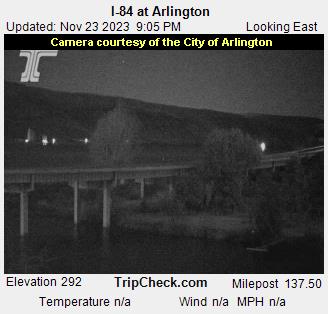 I-84 at Arlington
Updated: Nov 23 2023 9:05 PM Looking East
Camera courtesy of the City of Arlington
Elevation 292 TripCheck.com Milepost 137.50
Temperature n/a Wind n/a MPH n/a